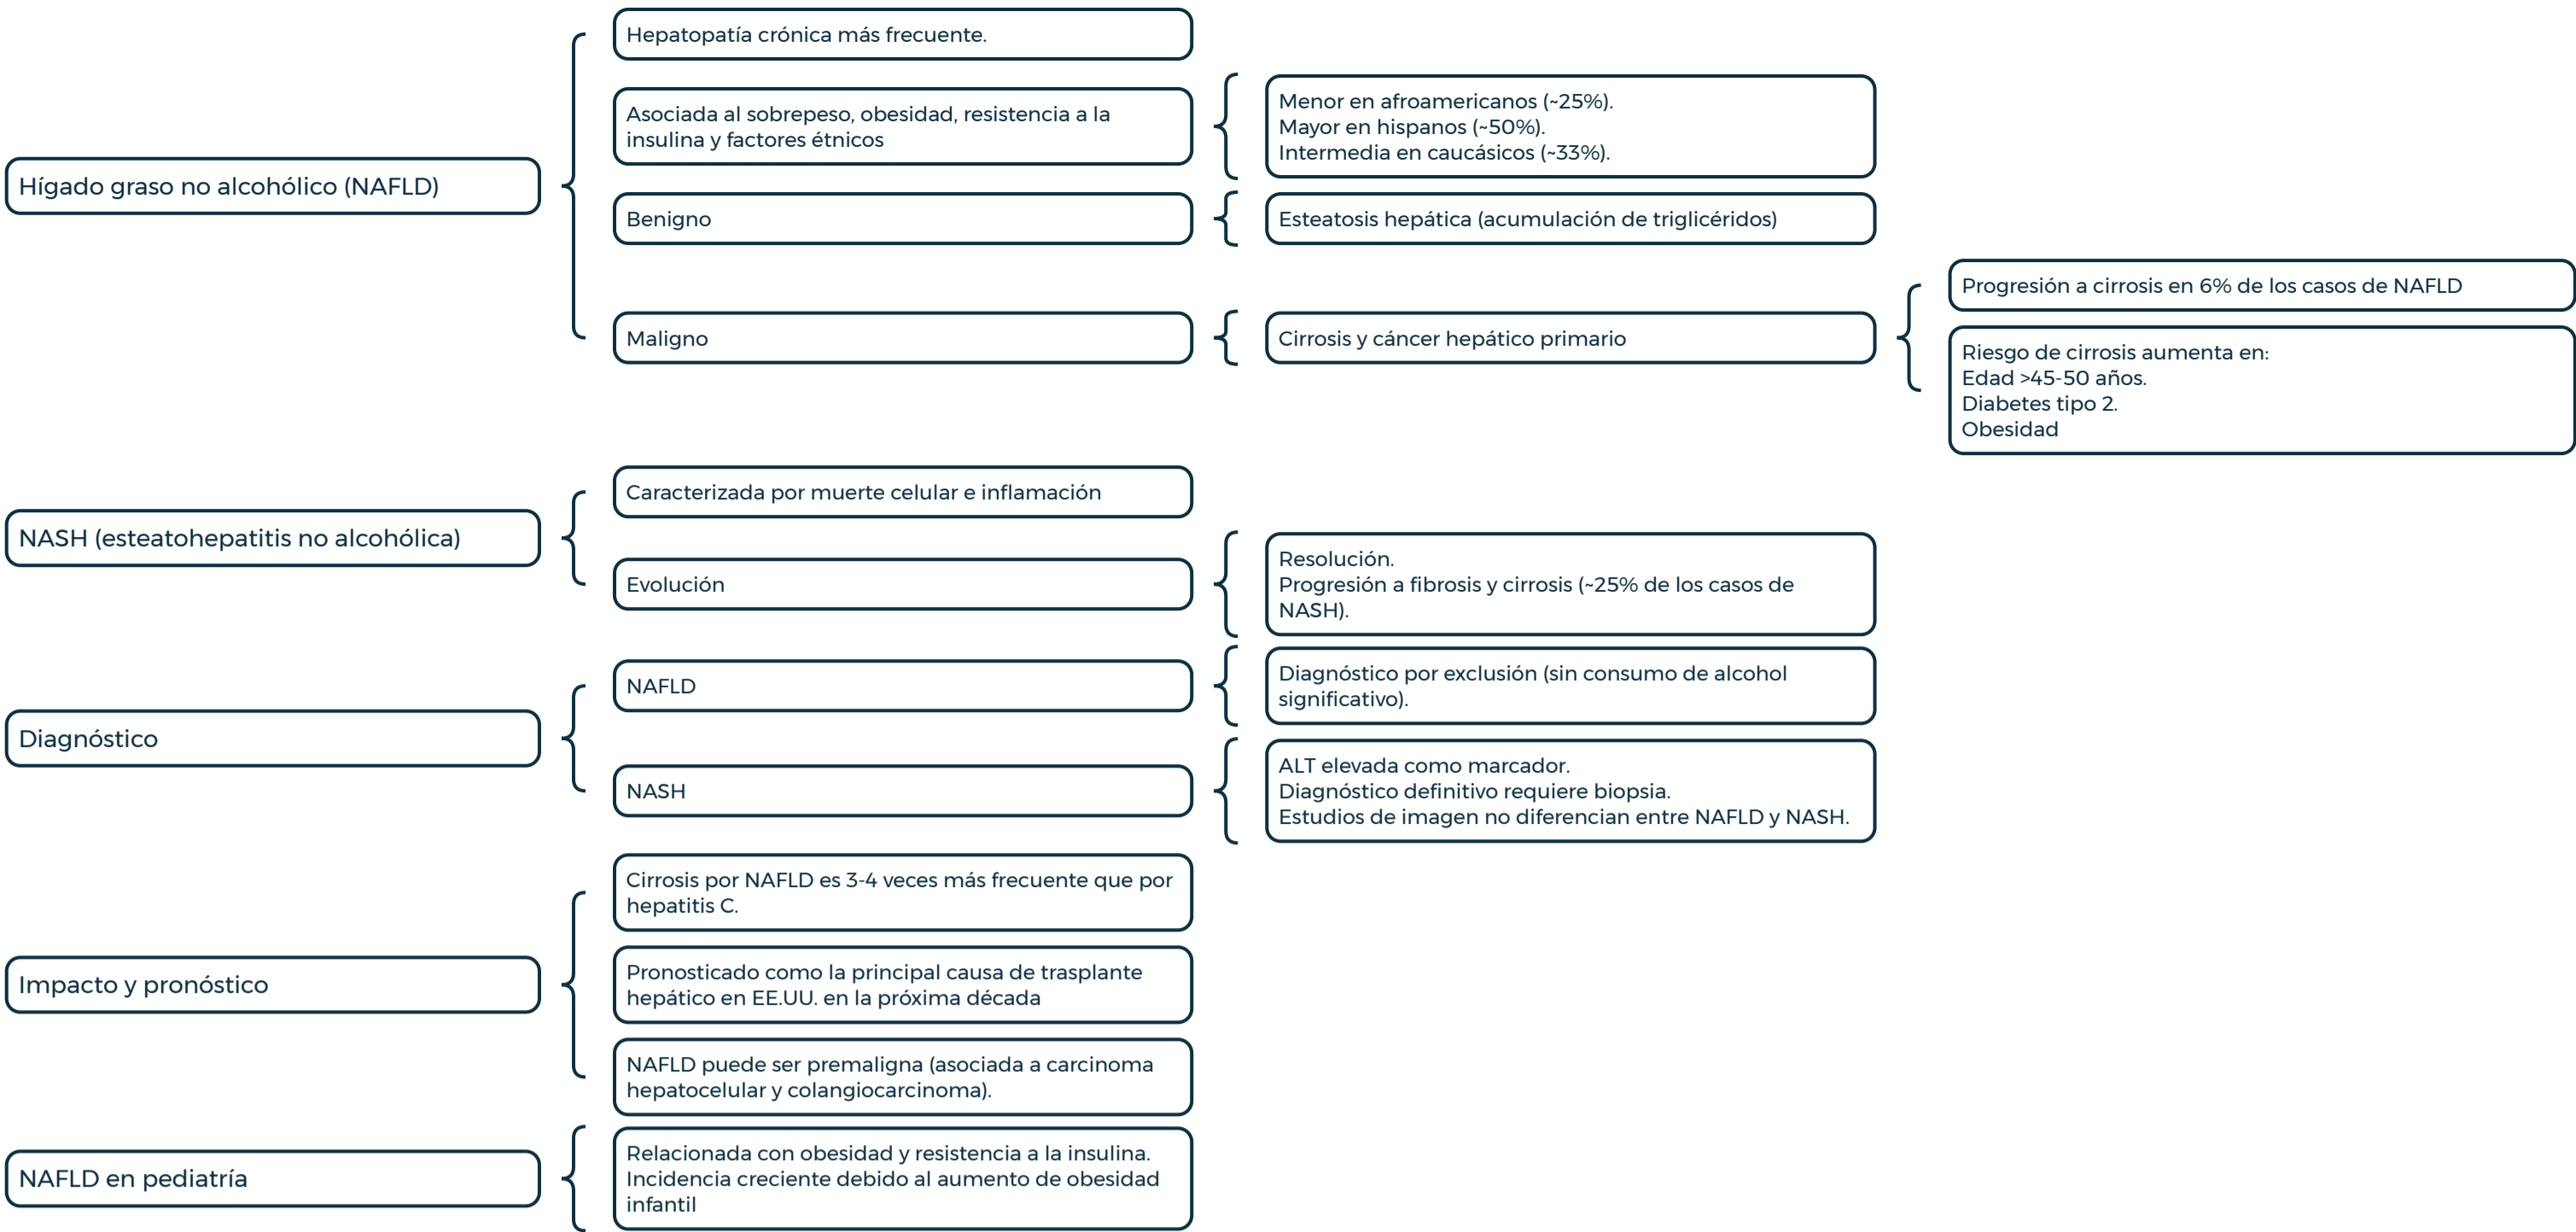 Hígado graso no alcohólico (NAFLD)
Hepatopatía crónica más frecuente.
Asociada al sobrepeso, obesidad, resistencia a la
insulina y factores étnicos
Menor en afroamericanos (~25%).
Mayor en hispanos (~50%).
Intermedia en caucásicos (~33%).
Benigno
Esteatosis hepática (acumulación de triglicéridos)
Maligno
Cirrosis y cáncer hepático primario
Progresión a cirrosis en 6% de los casos de NAFLD
Riesgo de cirrosis aumenta en:
Edad >45-50 años.
Diabetes tipo 2.
Obesidad
NASH (esteatohepatitis no alcohólica)
Caracterizada por muerte celular e inflamación
Evolución
Resolución.
Progresión a fibrosis y cirrosis (~25% de los casos de
NASH).
Diagnóstico
NAFLD
Diagnóstico por exclusión (sin consumo de alcohol
significativo).
NASH
ALT elevada como marcador.
Diagnóstico definitivo requiere biopsia.
Estudios de imagen no diferencian entre NAFLD y NASH.
Impacto y pronóstico
Cirrosis por NAFLD es 3-4 veces más frecuente que por
hepatitis C.
Pronosticado como la principal causa de trasplante
hepático en EE.UU. en la próxima década
NAFLD puede ser premaligna (asociada a carcinoma
hepatocelular y colangiocarcinoma).
NAFLD en pediatría
Relacionada con obesidad y resistencia a la insulina.
Incidencia creciente debido al aumento de obesidad
infantil